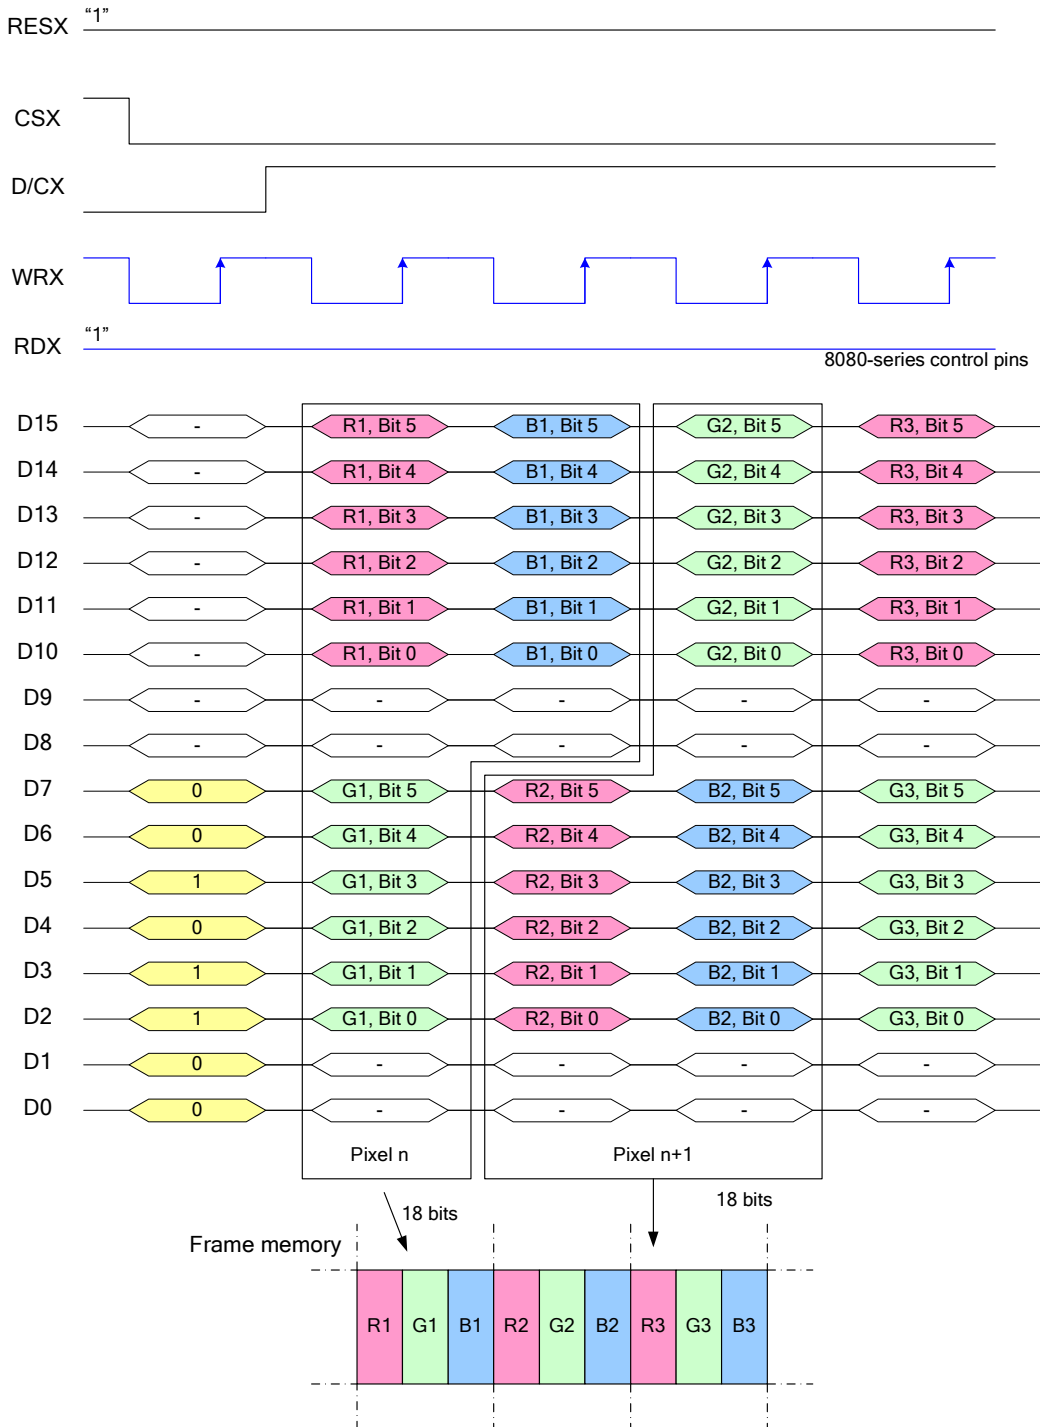 RESX “1”
CSX
D/CX
WRX
RDX “1”
8080-series control pins
D15 - R1, Bit 5 B1, Bit 5 G2, Bit 5 R3, Bit 5
D14 - R1, Bit 4 B1, Bit 4 G2, Bit 4 R3, Bit 4
D13 - R1, Bit 3 B1, Bit 3 G2, Bit 3 R3, Bit 3
D12 - R1, Bit 2 B1, Bit 2 G2, Bit 2 R3, Bit 2
D11 - R1, Bit 1 B1, Bit 1 G2, Bit 1 R3, Bit 1
D10 - R1, Bit 0 B1, Bit 0 G2, Bit 0 R3, Bit 0
D9 - - - - -
D8 - - - - -
D7 0 G1, Bit 5 R2, Bit 5 B2, Bit 5 G3, Bit 5
D6 0 G1, Bit 4 R2, Bit 4 B2, Bit 4 G3, Bit 4
D5 1 G1, Bit 3 R2, Bit 3 B2, Bit 3 G3, Bit 3
D4 0 G1, Bit 2 R2, Bit 2 B2, Bit 2 G3, Bit 2
D3 1 G1, Bit 1 R2, Bit 1 B2, Bit 1 G3, Bit 1
D2 1 G1, Bit 0 R2, Bit 0 B2, Bit 0 G3, Bit 0
D1 0 - - - -
D0 0 - - - -
Pixel n Pixel n+1
18 bits 18 bits
Frame memory
R1 G1 B1 R2 G2 B2 R3 G3 B3